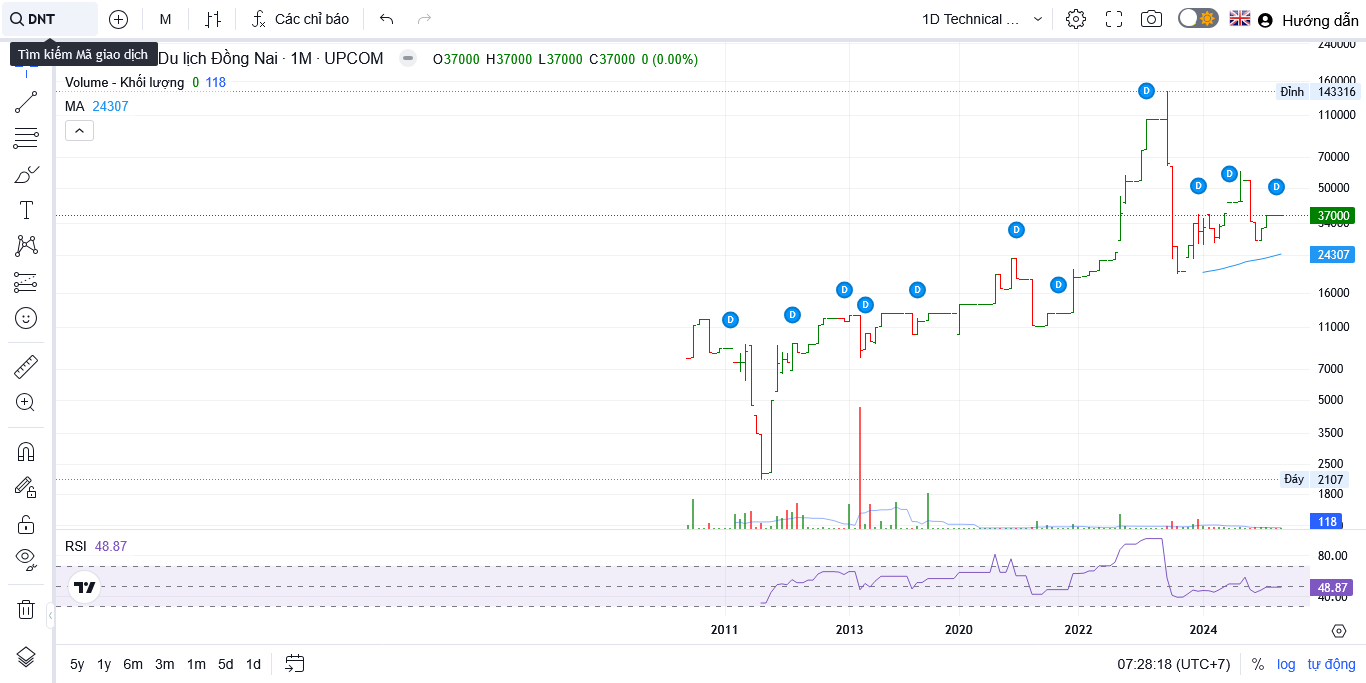 DNT
M
Các chỉ báo
1D Technical ...
Hướng dẫn
Tìm kiếm Mã giao dịch
Du lịch Đồng Nai · 1M · UPCOM
O37000 H37000 L37000 C37000 0 (0.00%)
Volume - Khối lượng 0 118
MA 24307
240000
160000
Đỉnh 143316
110000
70000
50000
37000
34000
24307
16000
11000
7000
5000
3500
2500
Đáy 2107
1800
118
D
D
D
D
D
D
D
D
D
D
D
RSI 48.87
80.00
48.87
40.00
2011 2013 2020 2022 2024
5y 1y 6m 3m 1m 5d 1d
07:28:18 (UTC+7) % log tự động